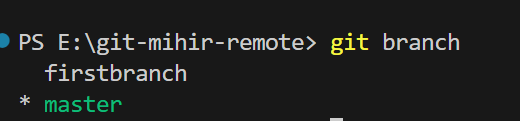 PS E:\git-mihir-remote> git branch
firstbranch
* master